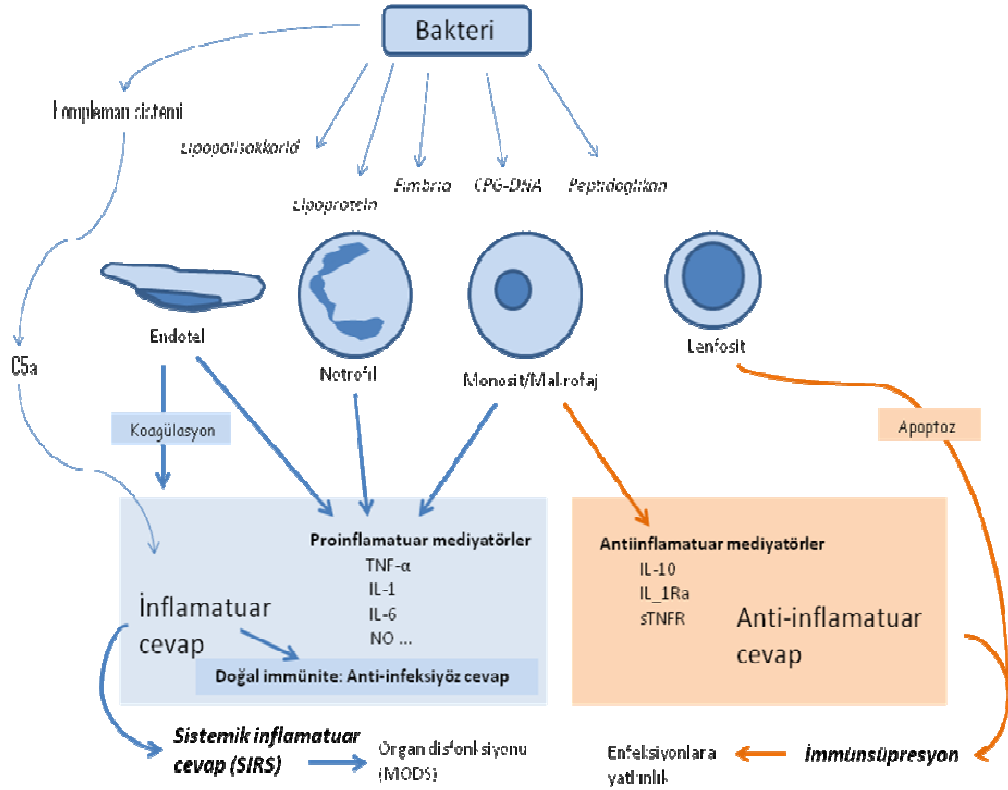 Bakteri
Kompleman sistemi
Lipopolisakkarid
Lipoprotein
Fimbria
CPG-DNA
Peptidoglikan
Endotel
Nötrofil
Monosit/Makrofaj
Lenfosit
C5a
Koagülasyon
Apoptoz
Proinflamatuar mediyatörler
TNF-α
IL-1
IL-6
NO ...
İnflamatuar
cevap
Doğal immünite: Anti-infeksiyöz cevap
Antiinflamatuar mediyatörler
IL-10
IL_1Ra
sTNFR
Anti-inflamatuar
cevap
Sistemik inflamatuar
cevap (SIRS)
Organ disfonksiyonu
(MODS)
Enfeksiyonlara
yatkınlık
İmmünsüpresyon